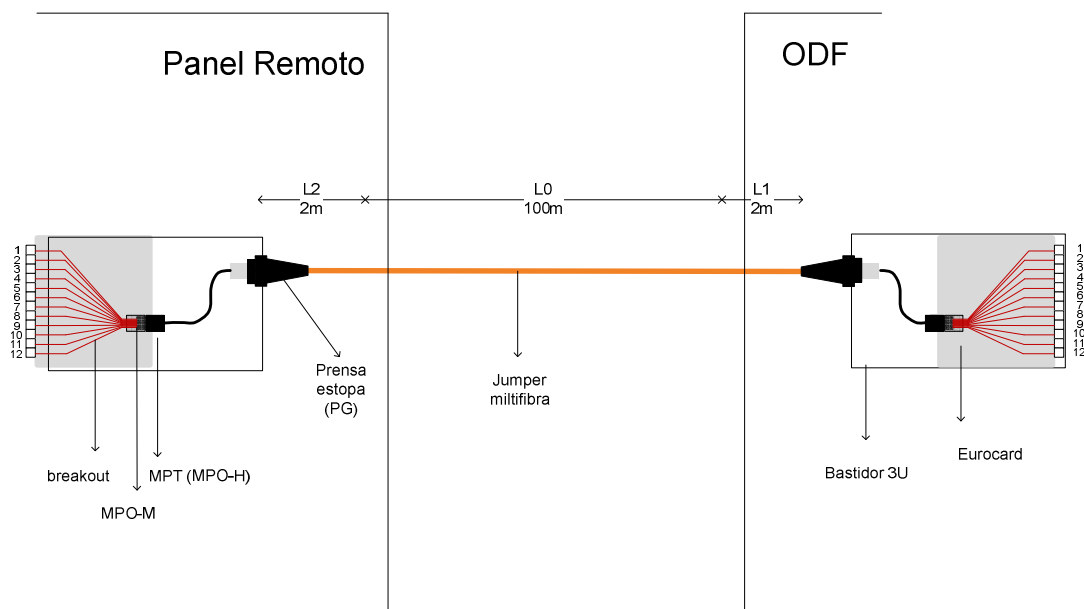 Panel Remoto
ODF
L2
2m
L0
100m
L1
2m
1
2
3
4
5
6
7
8
9
10
11
12
1
2
3
4
5
6
7
8
9
10
11
12
Prensa
estopa
(PG)
Jumper
miltifibra
breakout
MPT (MPO-H)
MPO-M
Bastidor 3U
Eurocard